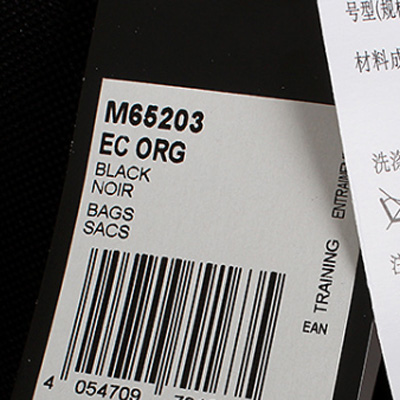 M65203
EC ORG
BLACK
NOIR
BAGS
SACS
TRAINING
EAN
4 054709
号型(规格
材料成
洗涤
注